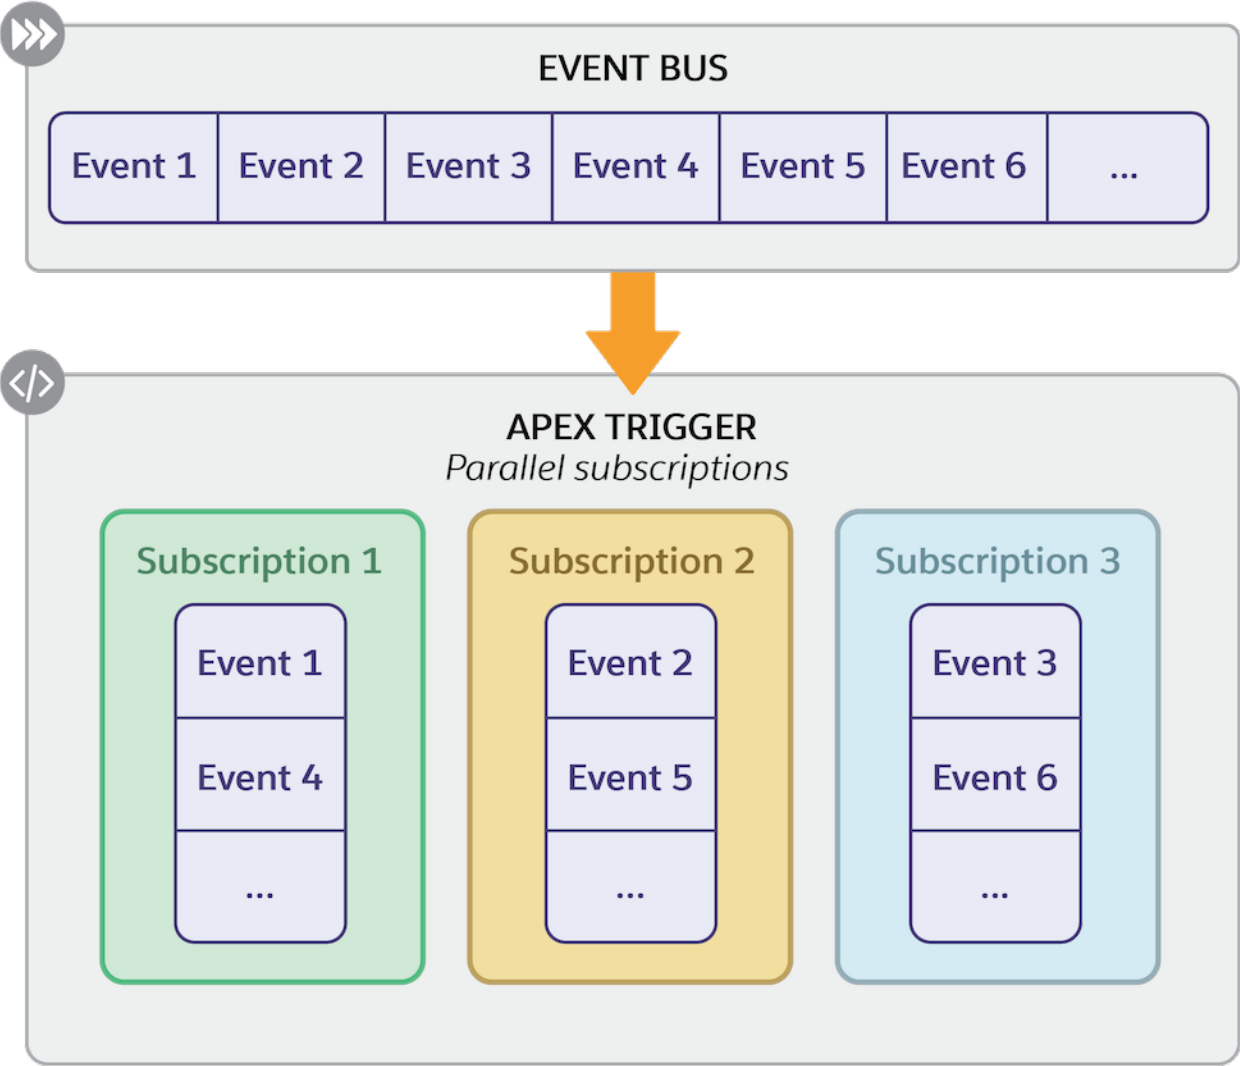 EVENT BUS
Event 1 Event 2 Event 3 Event 4 Event 5 Event 6 ...
APEX TRIGGER
Parallel subscriptions
Subscription 1
Event 1
Event 4
...
Subscription 2
Event 2
Event 5
...
Subscription 3
Event 3
Event 6
...